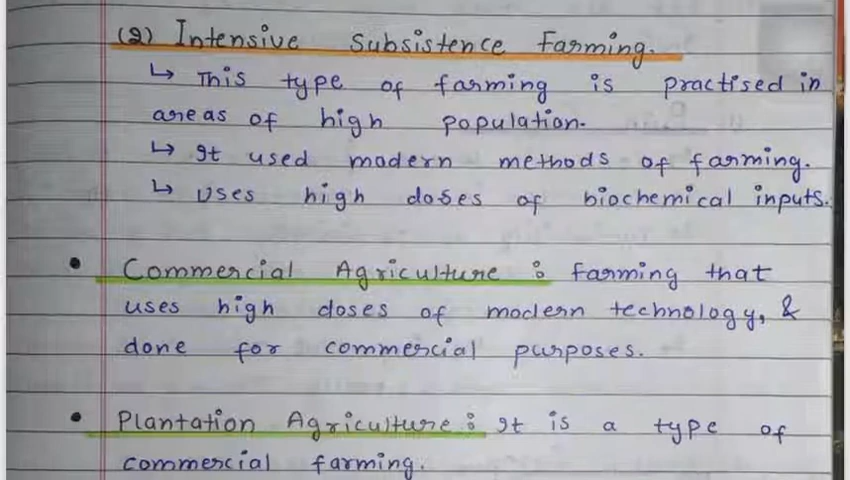 (2) Intensive Subsistence Farming.
↳ This type of farming is practised in
areas of high population.
↳ It used modern methods of farming.
↳ Uses high doses of biochemical inputs.
• Commercial Agriculture : farming that
uses high doses of modern technology, &
done for commercial purposes.
• Plantation Agriculture : It is a type of
commercial farming.